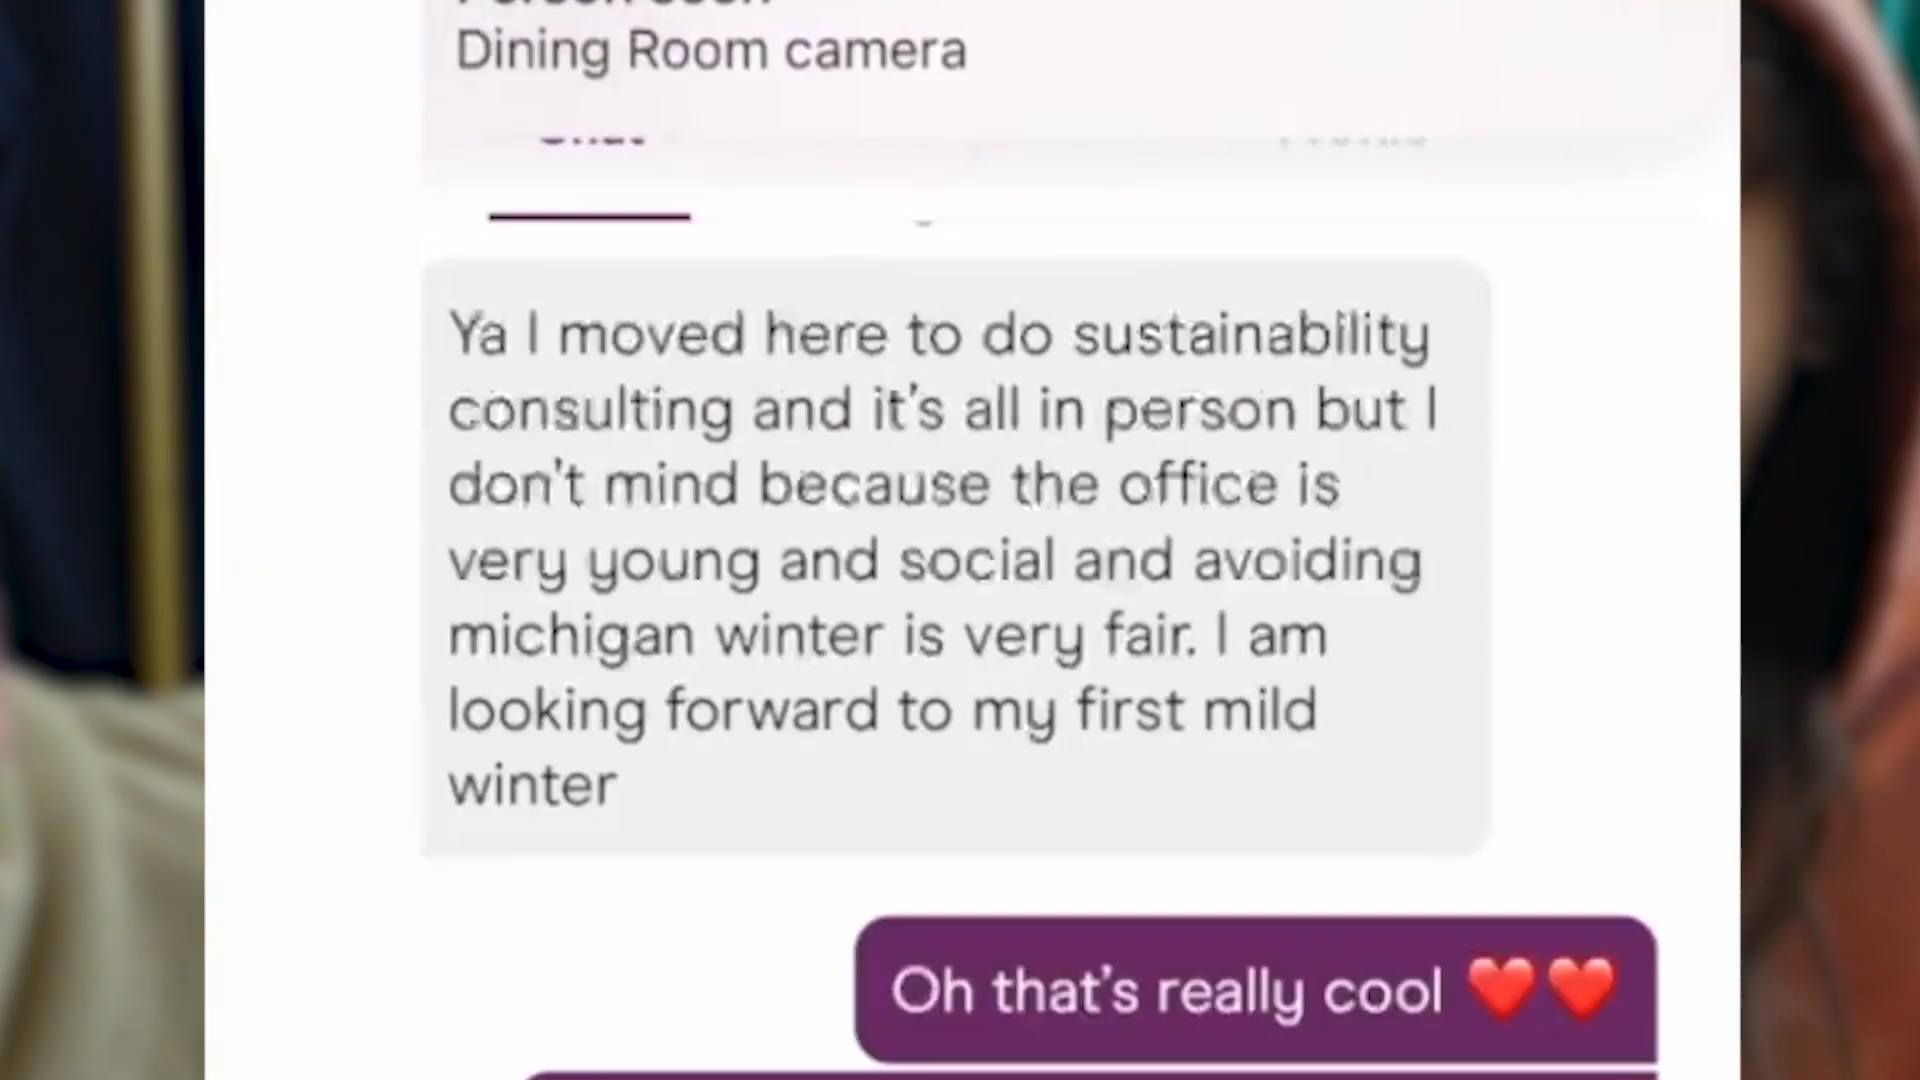 Dining Room camera
Ya I moved here to do sustainability
consulting and it's all in person but I
don't mind because the office is
very young and social and avoiding
michigan winter is very fair. I am
looking forward to my first mild
winter
Oh that's really cool ❤️❤️